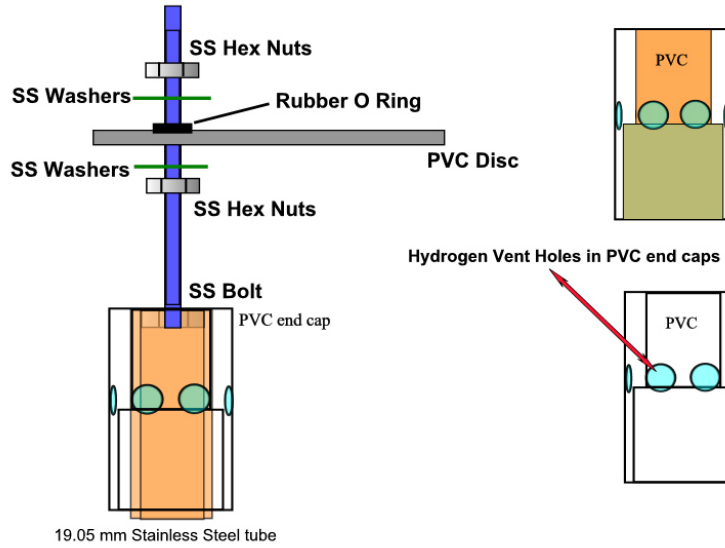 SS Hex Nuts
PVC
SS Washers
Rubber O Ring
SS Washers
PVC Disc
SS Hex Nuts
Hydrogen Vent Holes in PVC end caps
SS Bolt
PVC end cap
PVC
19.05 mm Stainless Steel tube